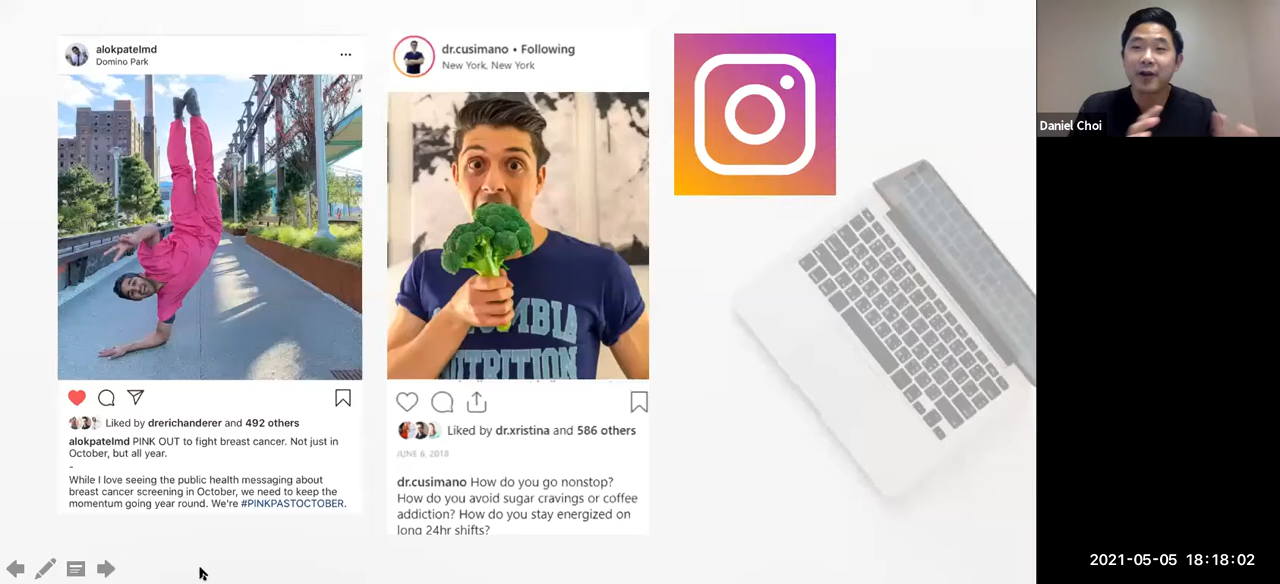 alokpatelmd
Domino Park
Liked by drerichanderer and 492 others
alokpatelmd PINK OUT to fight breast cancer. Not just in
October, but all year.
-
While I love seeing the public health messaging about
breast cancer screening in October, we need to keep the
momentum going year round. We're #PINKPASTOCTOBER.
dr.cusimano • Following
New York, New York
COLUMBIA
NUTRITION
Liked by dr.xristina and 586 others
JUNE 6, 2018
dr.cusimano How do you go nonstop?
How do you avoid sugar cravings or coffee
addiction? How do you stay energized on
long 24hr shifts?
Daniel Choi
2021-05-05 18:18:02